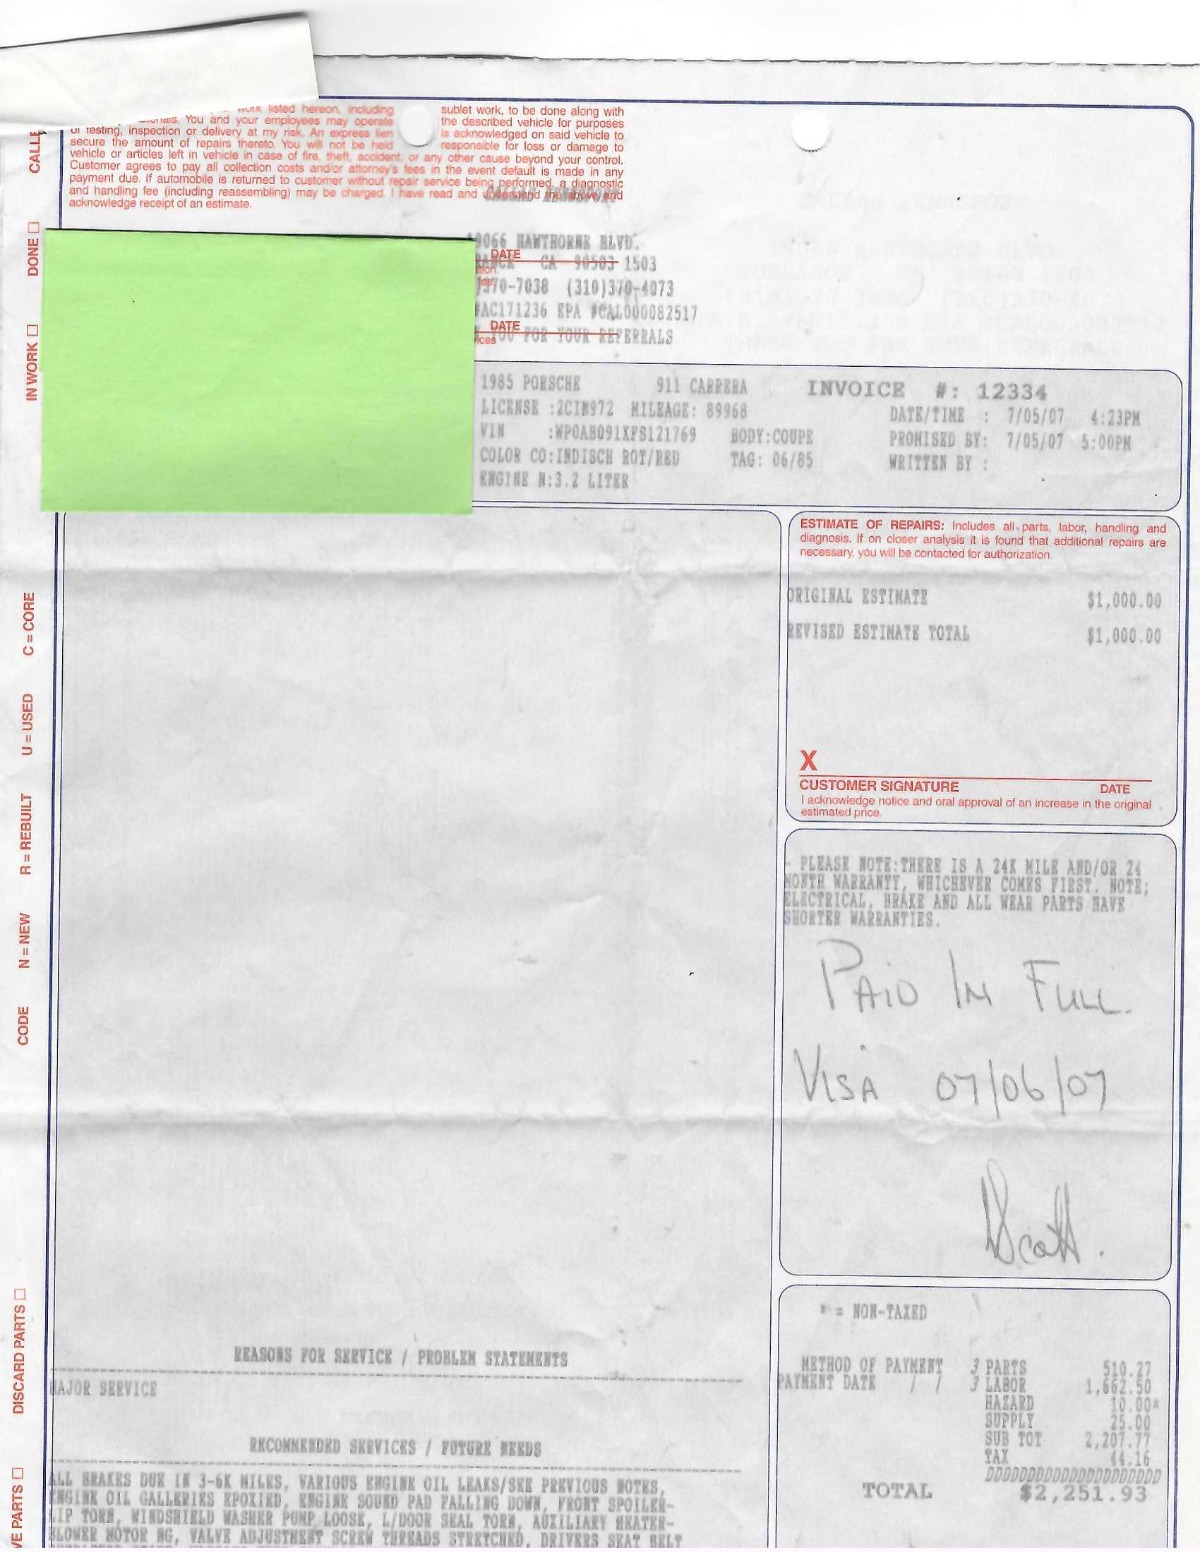 work listed hereon, including sublet work, to be done along with
You and your employees may operate the described vehicle for purposes
of testing, inspection or delivery at my risk. An express lien is acknowledged on said vehicle to
secure the amount of repairs thereto. You will not be held responsible for loss or damage to
vehicle or articles left in vehicle in case of fire, theft, accident, or any other cause beyond your control.
Customer agrees to pay all collection costs and/or attorney's fees in the event default is made in any
payment due. If automobile is returned to customer without repair service being performed, a diagnostic
and handling fee (including reassembling) may be charged. I have read and understand the above and
acknowledge receipt of an estimate.
HAWTHORNE BLVD.
DATE
CA 90503 1503
370-7038 (310)370-4073
AC171236 EPA #CAL000082517
DATE
YOU FOR YOUR REFERRALS
1985 PORSCHE 911 CARRERA INVOICE #: 12334
LICENSE :2CIM972 MILEAGE: 89968 DATE/TIME : 7/05/07 4:23PM
VIN :WP0AB091XFS121769 BODY:COUPE PROMISED BY: 7/05/07 5:00PM
COLOR CO:INDISCH ROT/RED TAG: 06/85 WRITTEN BY :
ENGINE N:3.2 LITER
ESTIMATE OF REPAIRS: Includes all parts, labor, handling and
diagnosis. If on closer analysis it is found that additional repairs are
necessary, you will be contacted for authorization.
ORIGINAL ESTIMATE $1,000.00
REVISED ESTIMATE TOTAL $1,000.00
X
CUSTOMER SIGNATURE DATE
I acknowledge notice and oral approval of an increase in the original
estimated price.
- PLEASE NOTE:THERE IS A 24K MILE AND/OR 24
MONTH WARRANTY, WHICHEVER COMES FIRST. NOTE;
ELECTRICAL, BRAKE AND ALL WEAR PARTS HAVE
SHORTER WARRANTIES.
PAID IN FULL.
VISA 07/06/07
Scott.
* = NON-TAXED
METHOD OF PAYMENT 3 PARTS 510.27
PAYMENT DATE / / 3 LABOR 1,662.50
HAZARD 10.00*
SUPPLY 25.00
SUB TOT 2,207.77
TAX 44.16
DDDDDDDDDDDDDDDDDDDDDD
TOTAL $2,251.93
REASONS FOR SERVICE / PROBLEM STATEMENTS
MAJOR SERVICE
RECOMMENDED SERVICES / FUTURE NEEDS
ALL BRAKES DUE IN 3-6K MILES, VARIOUS ENGINE OIL LEAKS/SEE PREVIOUS NOTES,
ENGINE OIL GALLERIES EPOXIED, ENGINE SOUND PAD FALLING DOWN, FRONT SPOILER-
LIP TORN, WINDSHIELD WASHER PUMP LOOSE, L/DOOR SEAL TORN, AUXILIARY HEATER-
BLOWER MOTOR NG, VALVE ADJUSTMENT SCREW THREADS STRETCHED, DRIVERS SEAT BELT
CALL
DONE
IN WORK
CODE N = NEW R = REBUILT U = USED C = CORE
DISCARD PARTS
PARTS